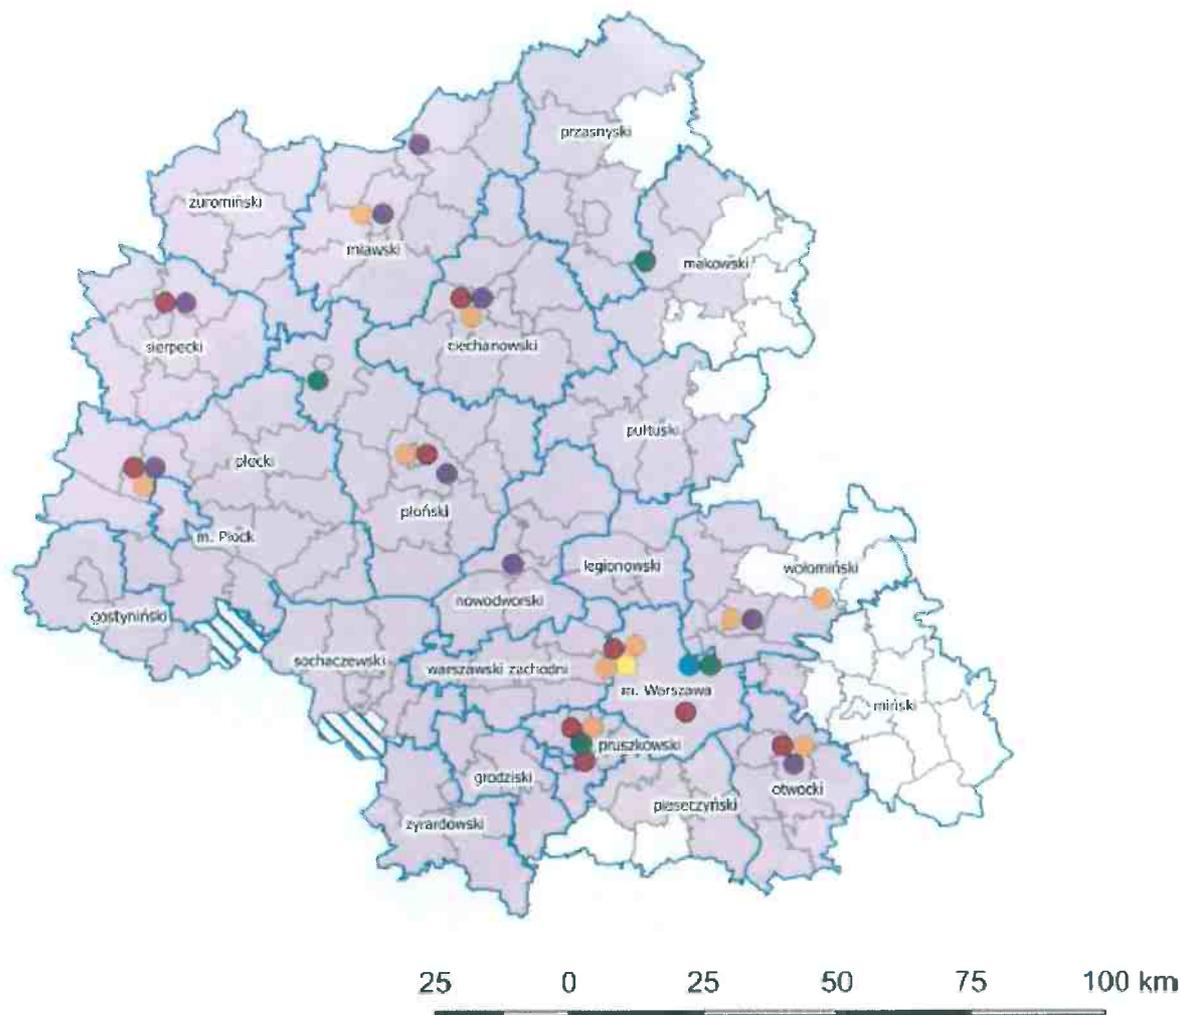 przasnyski
żuromiński
mławski
makowski
sierpecki
ciechanowski
pułtuski
płocki
płoński
m. Płock
legionowski
wołomiński
gostyniński
nowodworski
sochaczewski
warszawski zachodni
m. Warszawa
miński
pruszkowski
grodziski
otwocki
piaseczyński
żyrardowski
25 0 25 50 75 100 km